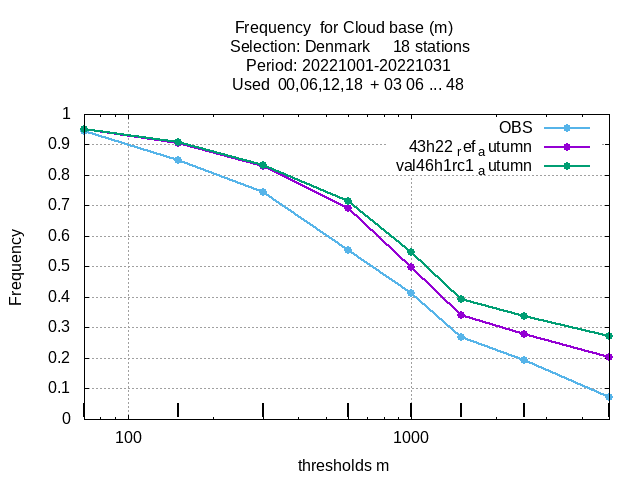 Frequency  for Cloud base (m)
Selection: Denmark     18 stations
Period: 20221001-20221031
Used  00,06,12,18  + 03 06 ... 48
1
0.9
0.8
0.7
0.6
0.5
0.4
0.3
0.2
0.1
0
Frequency
OBS
43h22 ref autumn
val46h1rc1 autumn
100
1000
thresholds m